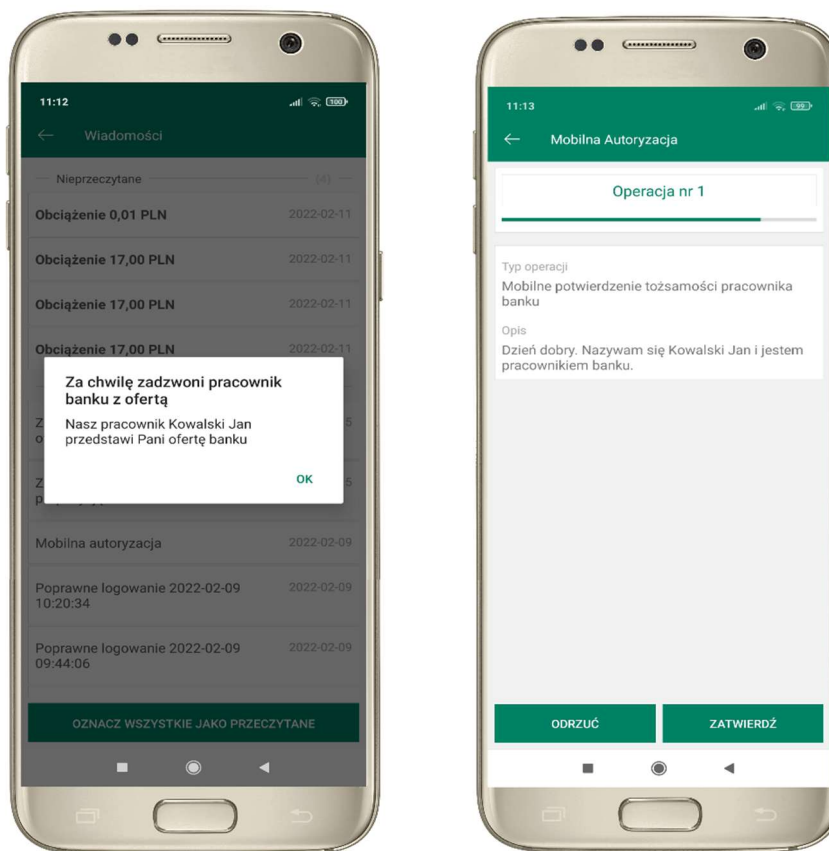 11:12
100
Wiadomości
Nieprzeczytane
[4]
Obciążenie 0,01 PLN 2022-02-11
Obciążenie 17,00 PLN 2022-02-11
Obciążenie 17,00 PLN 2022-02-11
Obciążenie 17,00 PLN 2022-02-11
Za chwilę zadzwoni pracownik
banku z ofertą
Nasz pracownik Kowalski Jan
przedstawi Pani ofertę banku
OK
Mobilna autoryzacja 2022-02-09
Poprawne logowanie 2022-02-09 2022-02-09
10:20:34
Poprawne logowanie 2022-02-09 2022-02-09
09:44:06
OZNACZ WSZYSTKIE JAKO PRZECZYTANE
11:13
99
Mobilna Autoryzacja
Operacja nr 1
Typ operacji
Mobilne potwierdzenie tożsamości pracownika
banku
Opis
Dzień dobry. Nazywam się Kowalski Jan i jestem
pracownikiem banku.
ODRZUĆ ZATWIERDŹ